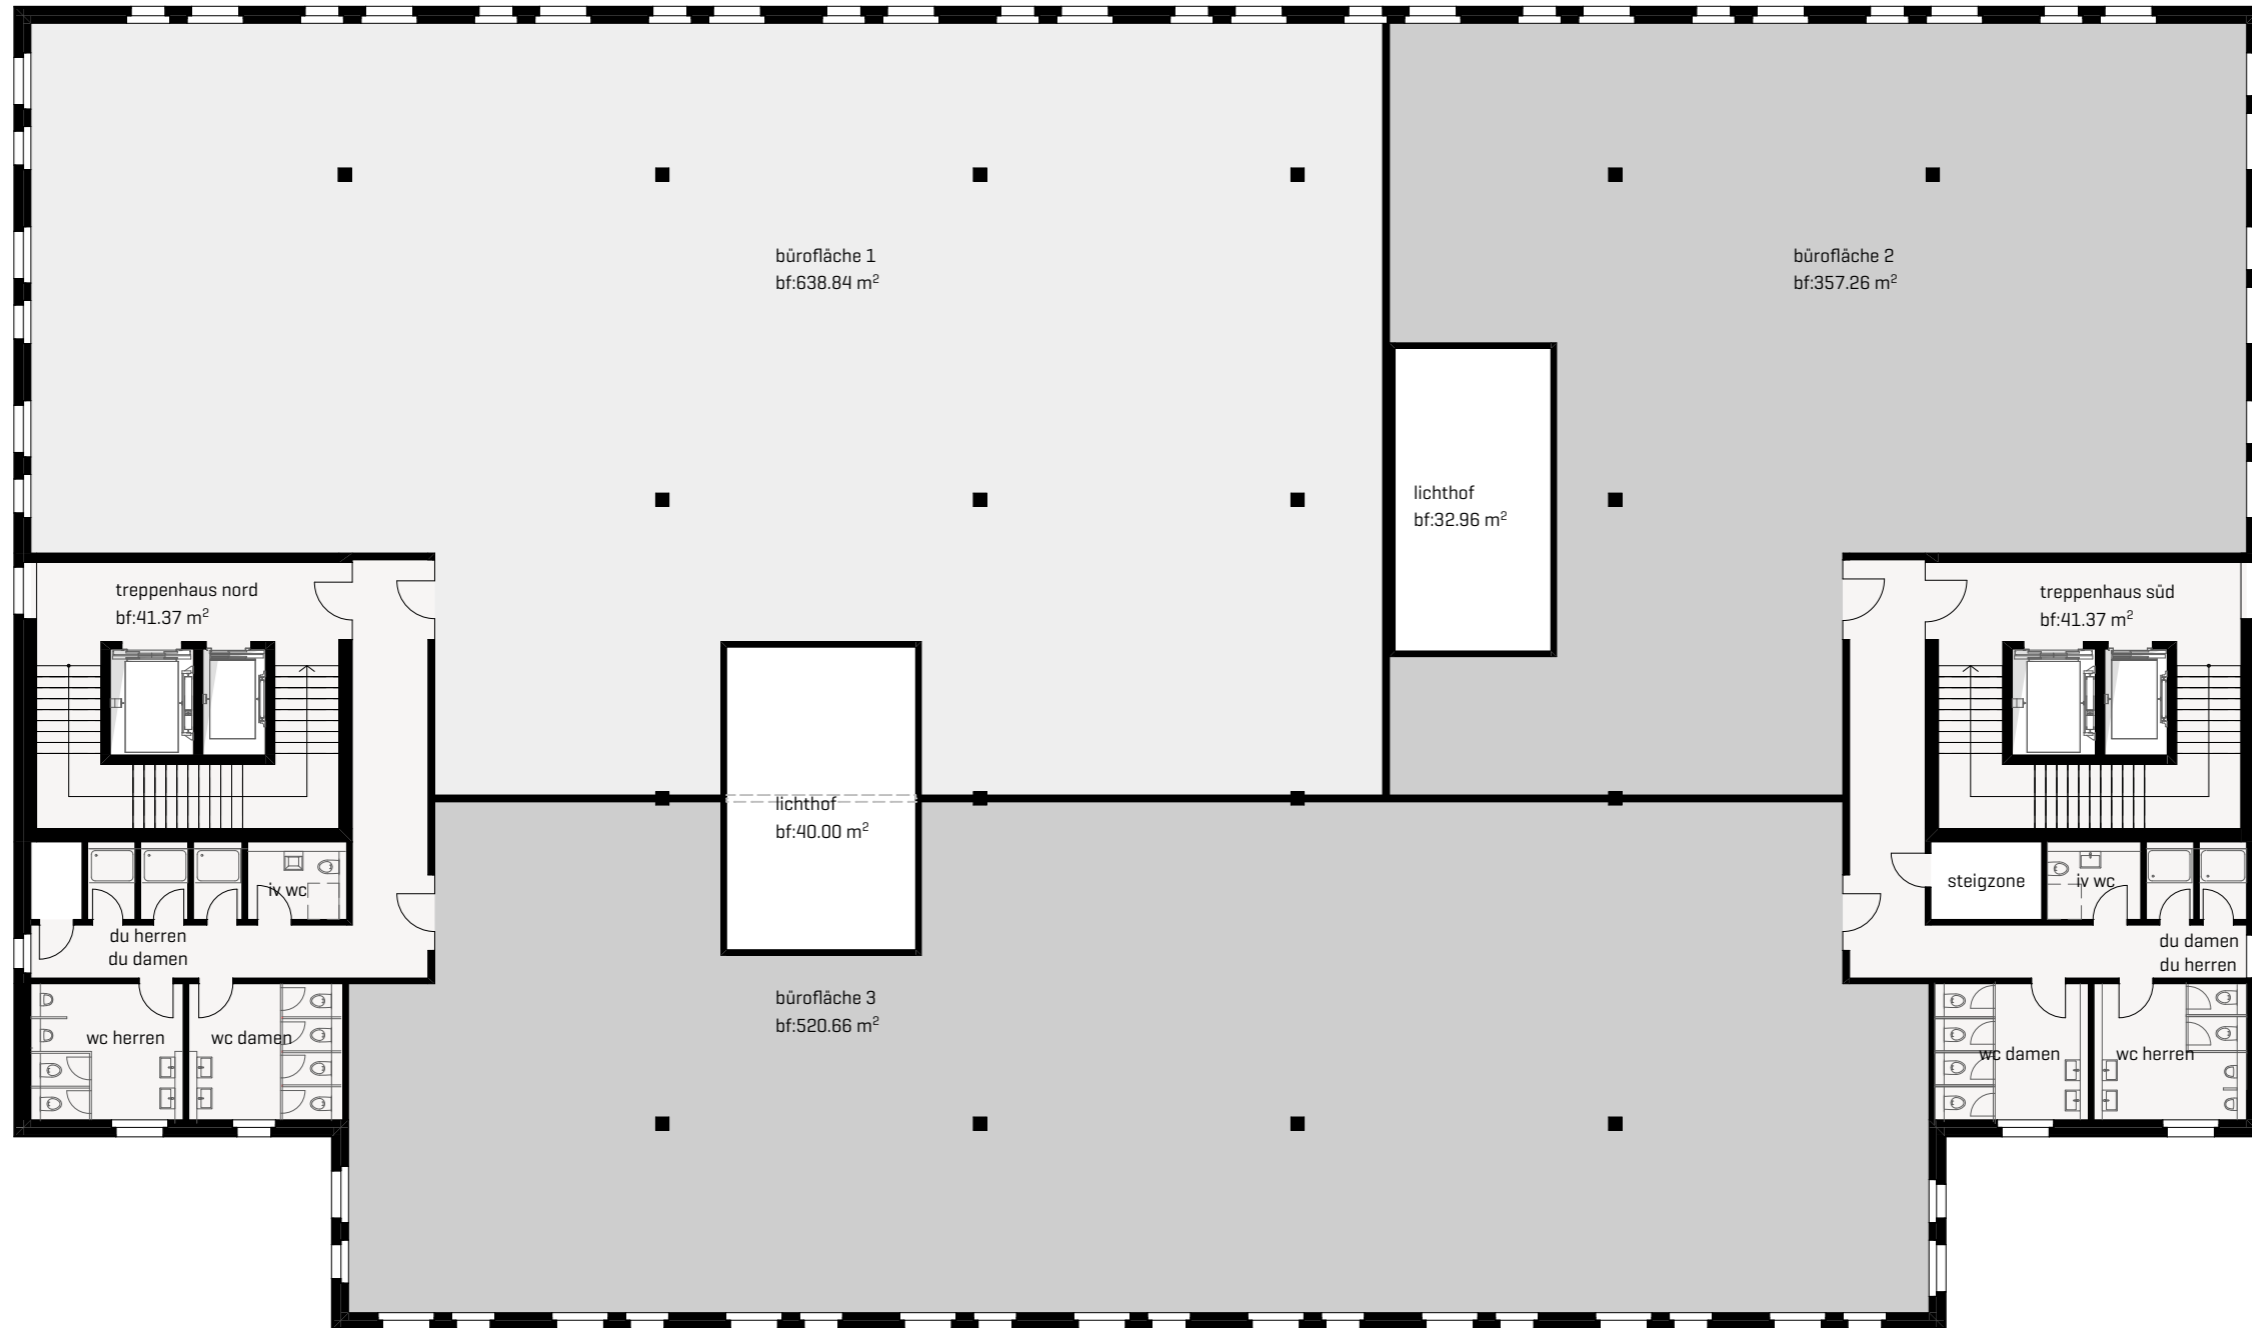 bürofläche 1
bf:638.84 m²
bürofläche 2
bf:357.26 m²
lichthof
bf:32.96 m²
treppenhaus nord
bf:41.37 m²
treppenhaus süd
bf:41.37 m²
lichthof
bf:40.00 m²
iv wc
steigzone
iv wc
du herren
du damen
du damen
du herren
bürofläche 3
bf:520.66 m²
wc herren
wc damen
wc damen
wc herren